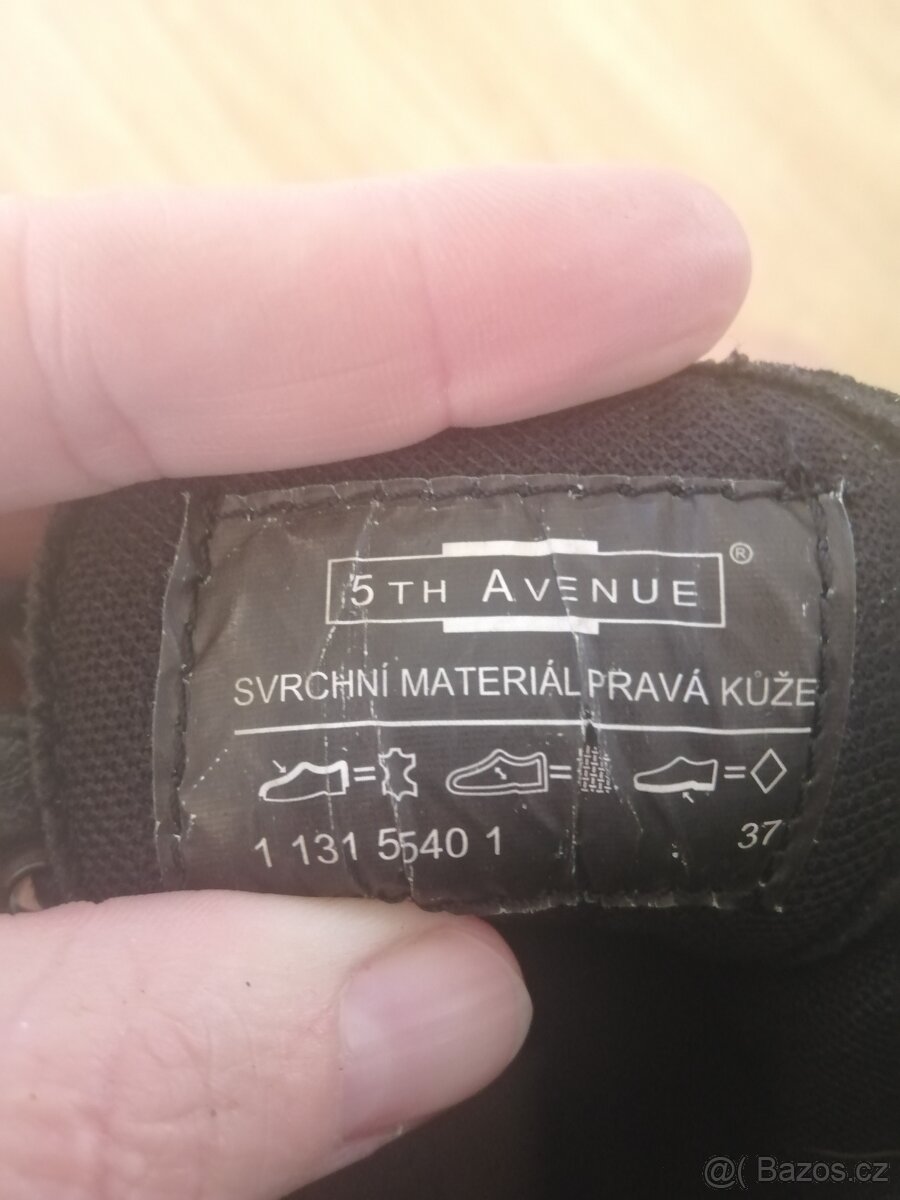 5TH AVENUE ®
SVRCHNÍ MATERIÁL PRAVÁ KŮŽE
= = =
1 131 5540 1 37
@( Bazos.cz